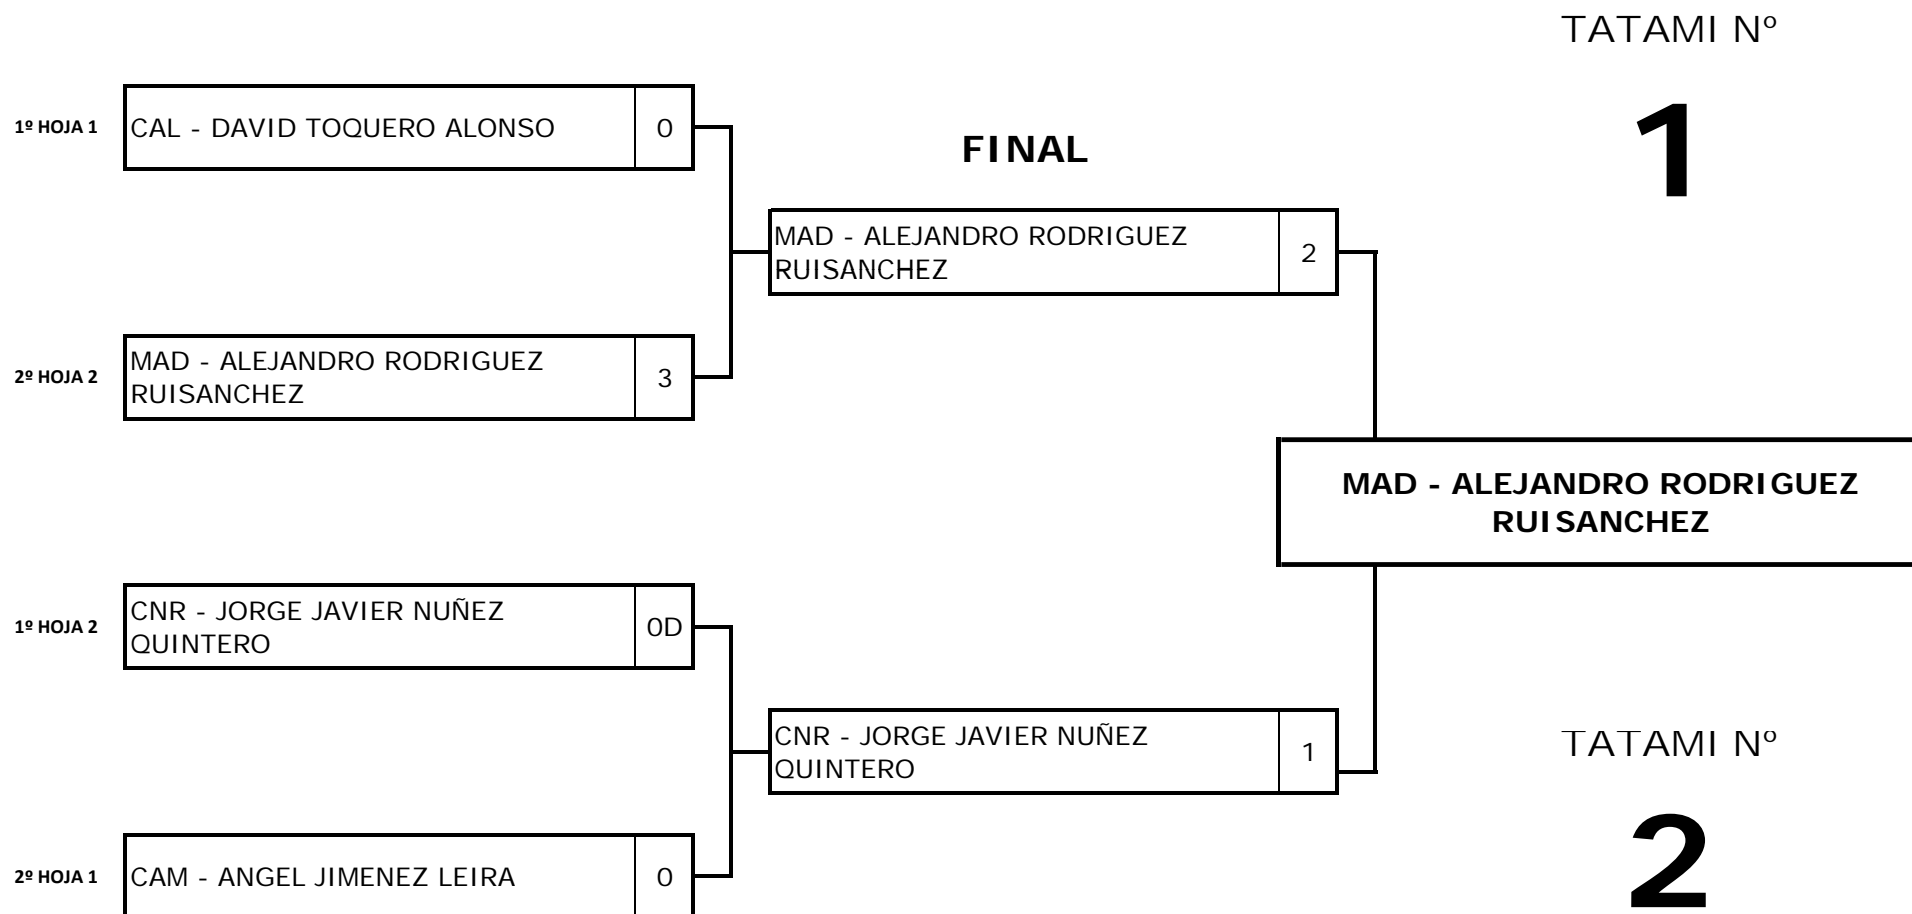 TATAMI Nº
1
1º HOJA 1
CAL - DAVID TOQUERO ALONSO
0
FINAL
MAD - ALEJANDRO RODRIGUEZ
RUISANCHEZ
2
2º HOJA 2
MAD - ALEJANDRO RODRIGUEZ
RUISANCHEZ
3
MAD - ALEJANDRO RODRIGUEZ
RUISANCHEZ
1º HOJA 2
CNR - JORGE JAVIER NUÑEZ
QUINTERO
0D
CNR - JORGE JAVIER NUÑEZ
QUINTERO
1
TATAMI Nº
2
2º HOJA 1
CAM - ANGEL JIMENEZ LEIRA
0